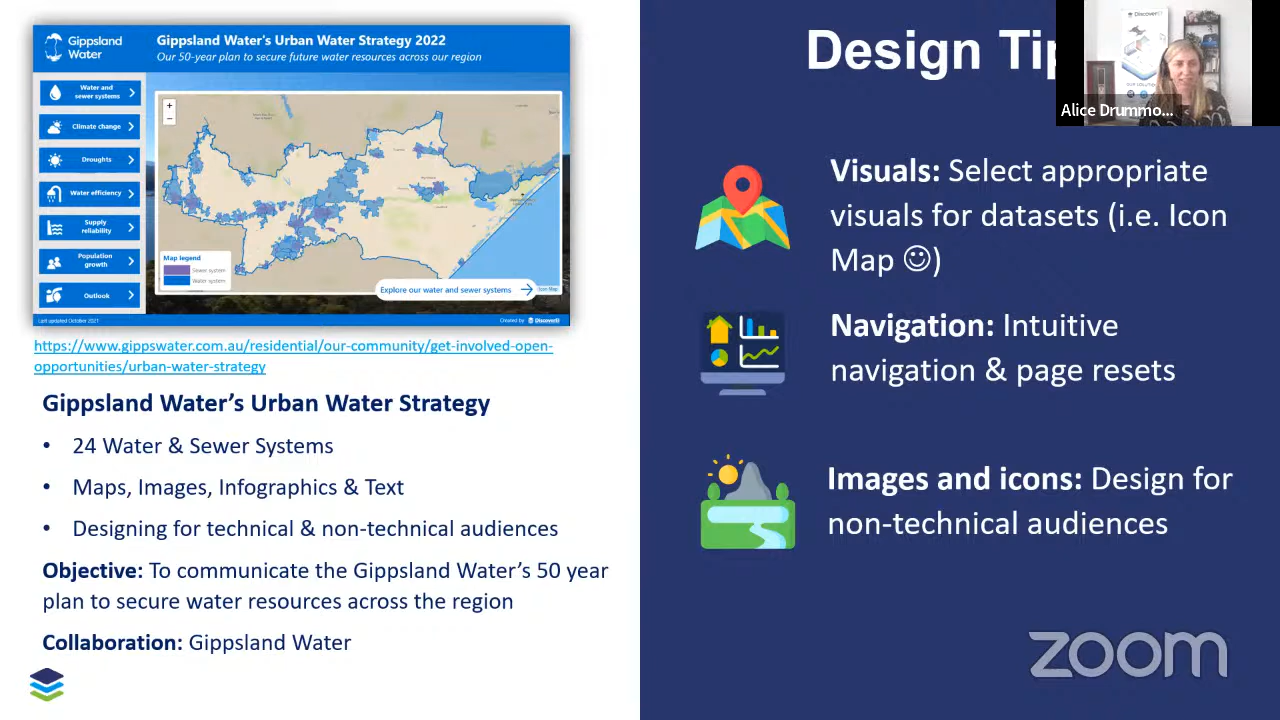 Gippsland Water
Gippsland Water's Urban Water Strategy 2022
Our 50-year plan to secure future water resources across our region
Water and sewer systems
Climate change
Droughts
Water efficiency
Supply reliability
Population growth
Outlook
+
−
Map legend
Sewer system
Water system
Explore our water and sewer systems
Icon Map
Last updated October 2021
Created by DiscoverEI
https://www.gippswater.com.au/residential/our-community/get-involved-open-
opportunities/urban-water-strategy
Gippsland Water’s Urban Water Strategy
• 24 Water & Sewer Systems
• Maps, Images, Infographics & Text
• Designing for technical & non-technical audiences
Objective: To communicate the Gippsland Water’s 50 year
plan to secure water resources across the region
Collaboration: Gippsland Water
Design Tip
DiscoverEI
Alice Drummo...
Visuals: Select appropriate
visuals for datasets (i.e. Icon
Map ☺)
Navigation: Intuitive
navigation & page resets
Images and icons: Design for
non-technical audiences
zoom